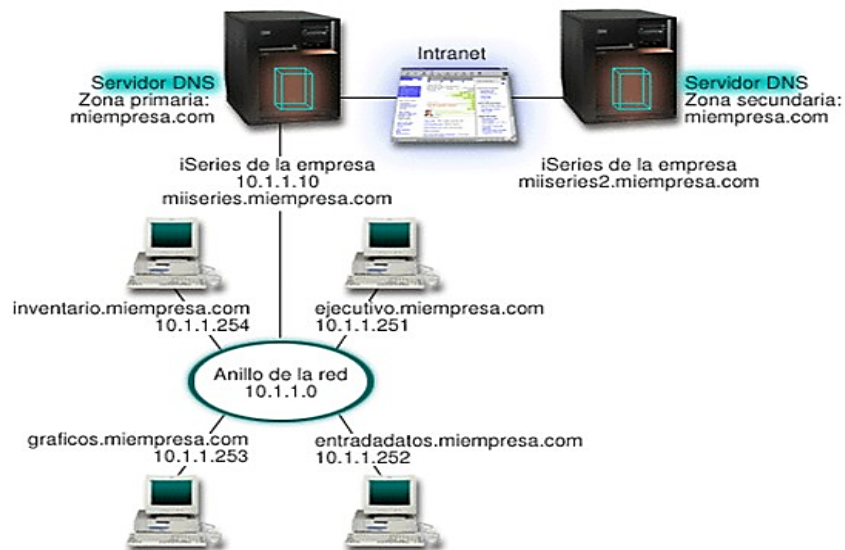 Intranet
Servidor DNS
Zona primaria:
miempresa.com
Servidor DNS
Zona secundaria:
miempresa.com
iSeries de la empresa
10.1.1.10
miiseries.miempresa.com
iSeries de la empresa
miiseries2.miempresa.com
inventario.miempresa.com
10.1.1.254
ejecutivo.miempresa.com
10.1.1.251
Anillo de la red
10.1.1.0
graficos.miempresa.com
10.1.1.253
entradadatos.miempresa.com
10.1.1.252